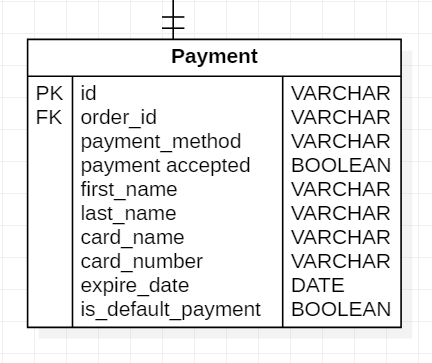 Payment
PK id VARCHAR
FK order_id VARCHAR
payment_method VARCHAR
payment accepted BOOLEAN
first_name VARCHAR
last_name VARCHAR
card_name VARCHAR
card_number VARCHAR
expire_date DATE
is_default_payment BOOLEAN